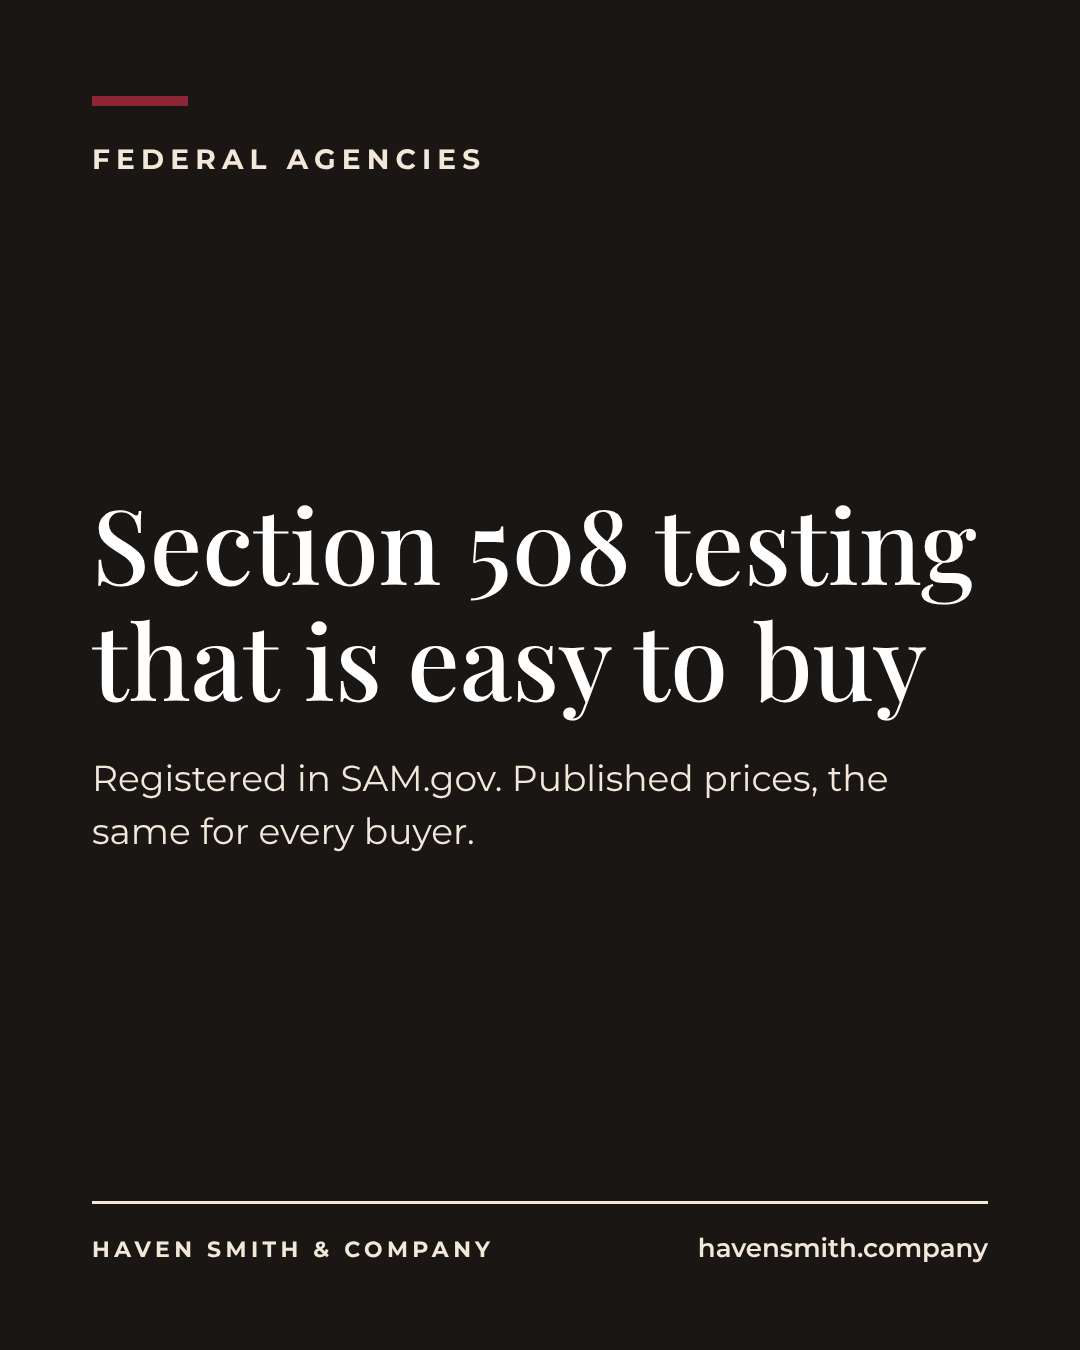 FEDERAL AGENCIES
Section 508 testing
that is easy to buy
Registered in SAM.gov. Published prices, the
same for every buyer.
HAVEN SMITH & COMPANY
havensmith.company